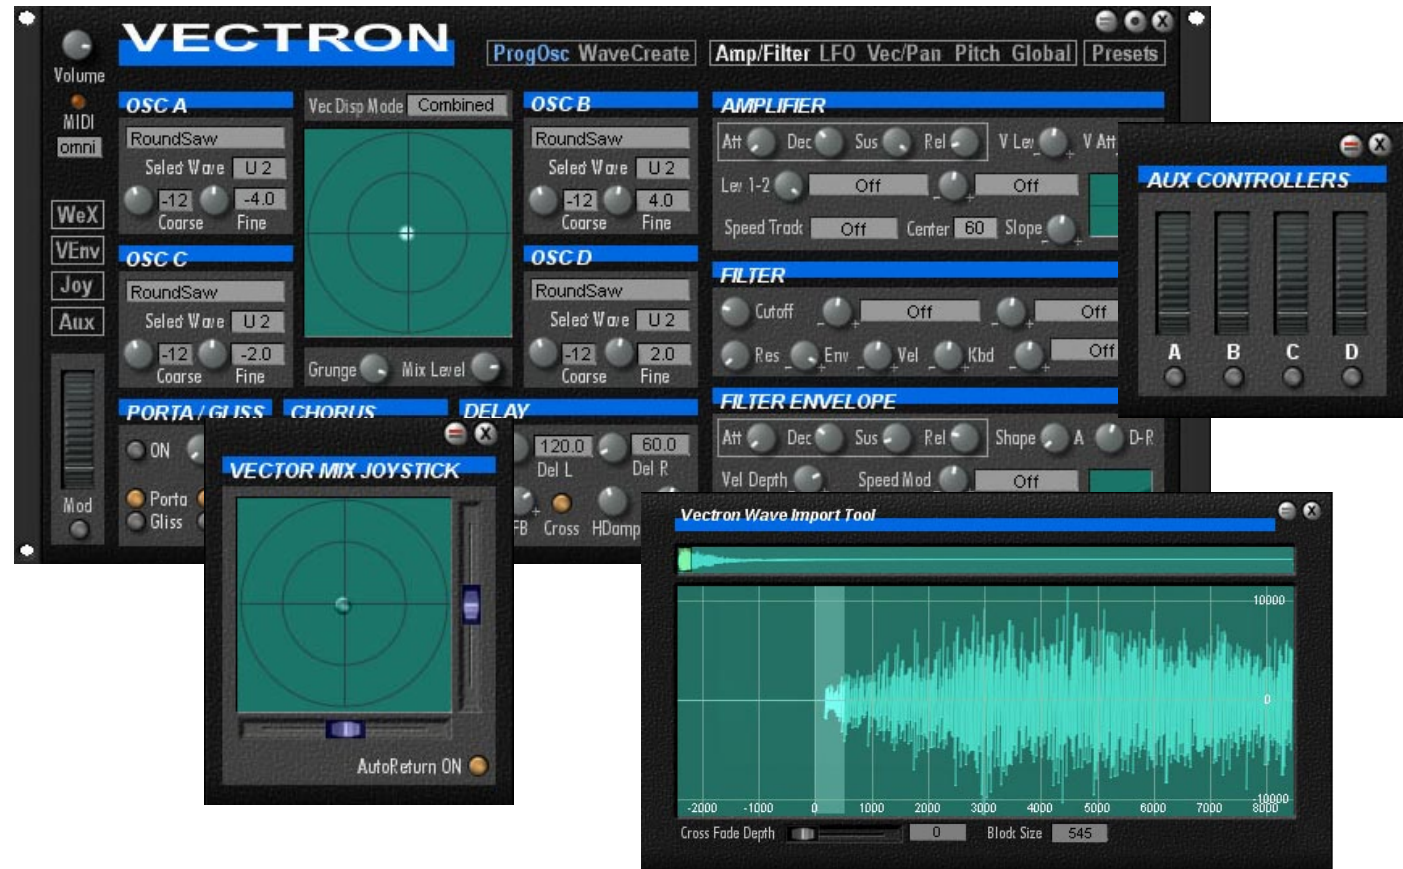 VECTRON
Volume
MIDI
omni
WeX
VEnv
Joy
Aux
Mod
ProgOsc WaveCreate
Amp/Filter LFO Vec/Pan Pitch Global
Presets
OSC A
RoundSaw
Select Wave U 2
-12 -4.0
Coarse Fine
Vec Disp Mode Combined
OSC B
RoundSaw
Select Wave U 2
-12 4.0
Coarse Fine
OSC C
RoundSaw
Select Wave U 2
-12 -2.0
Coarse Fine
Grunge Mix Level
OSC D
RoundSaw
Select Wave U 2
-12 2.0
Coarse Fine
PORTA / GLISS
ON
Porta
Gliss
CHORUS
DELAY
120.0 60.0
Del L Del R
FB Cross HDamp
AMPLIFIER
Att Dec Sus Rel V Lev - + V Att
Lev 1-2 Off - + Off
Speed Track Off Center 60 Slope - +
FILTER
Cutoff - + Off - + Off
Res - Env - + Vel - + Kbd - + Off
FILTER ENVELOPE
Att Dec Sus Rel Shape A D-R
Vel Depth Speed Mod Off
AUX CONTROLLERS
A B C D
VECTOR MIX JOYSTICK
AutoReturn ON
Vectron Wave Import Tool
10000
0
-10000
-2000 -1000 0 1000 2000 3000 4000 5000 6000 7000 8000
Cross Fade Depth 0 Block Size 545